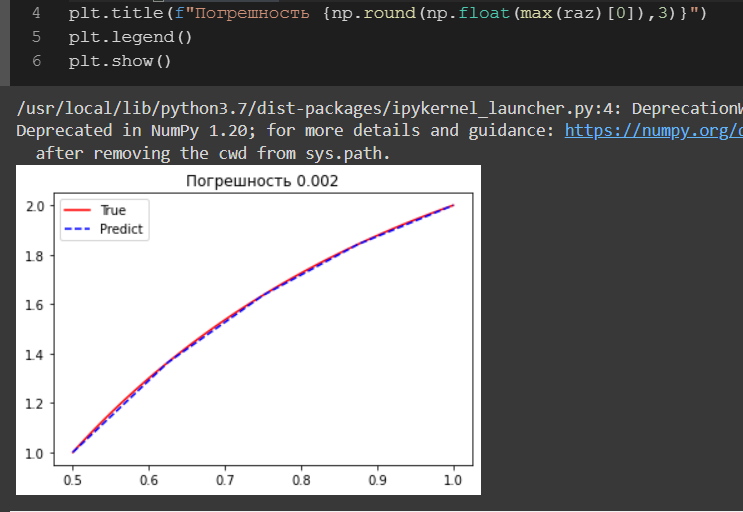 4 plt.title(f"Погрешность {np.round(np.float(max(raz)[0]),3)}")
5 plt.legend()
6 plt.show()
/usr/local/lib/python3.7/dist-packages/ipykernel_launcher.py:4: Deprecation
Deprecated in NumPy 1.20; for more details and guidance: https://numpy.org/
after removing the cwd from sys.path.
Погрешность 0.002
True
Predict
2.0
1.8
1.6
1.4
1.2
1.0
0.5 0.6 0.7 0.8 0.9 1.0